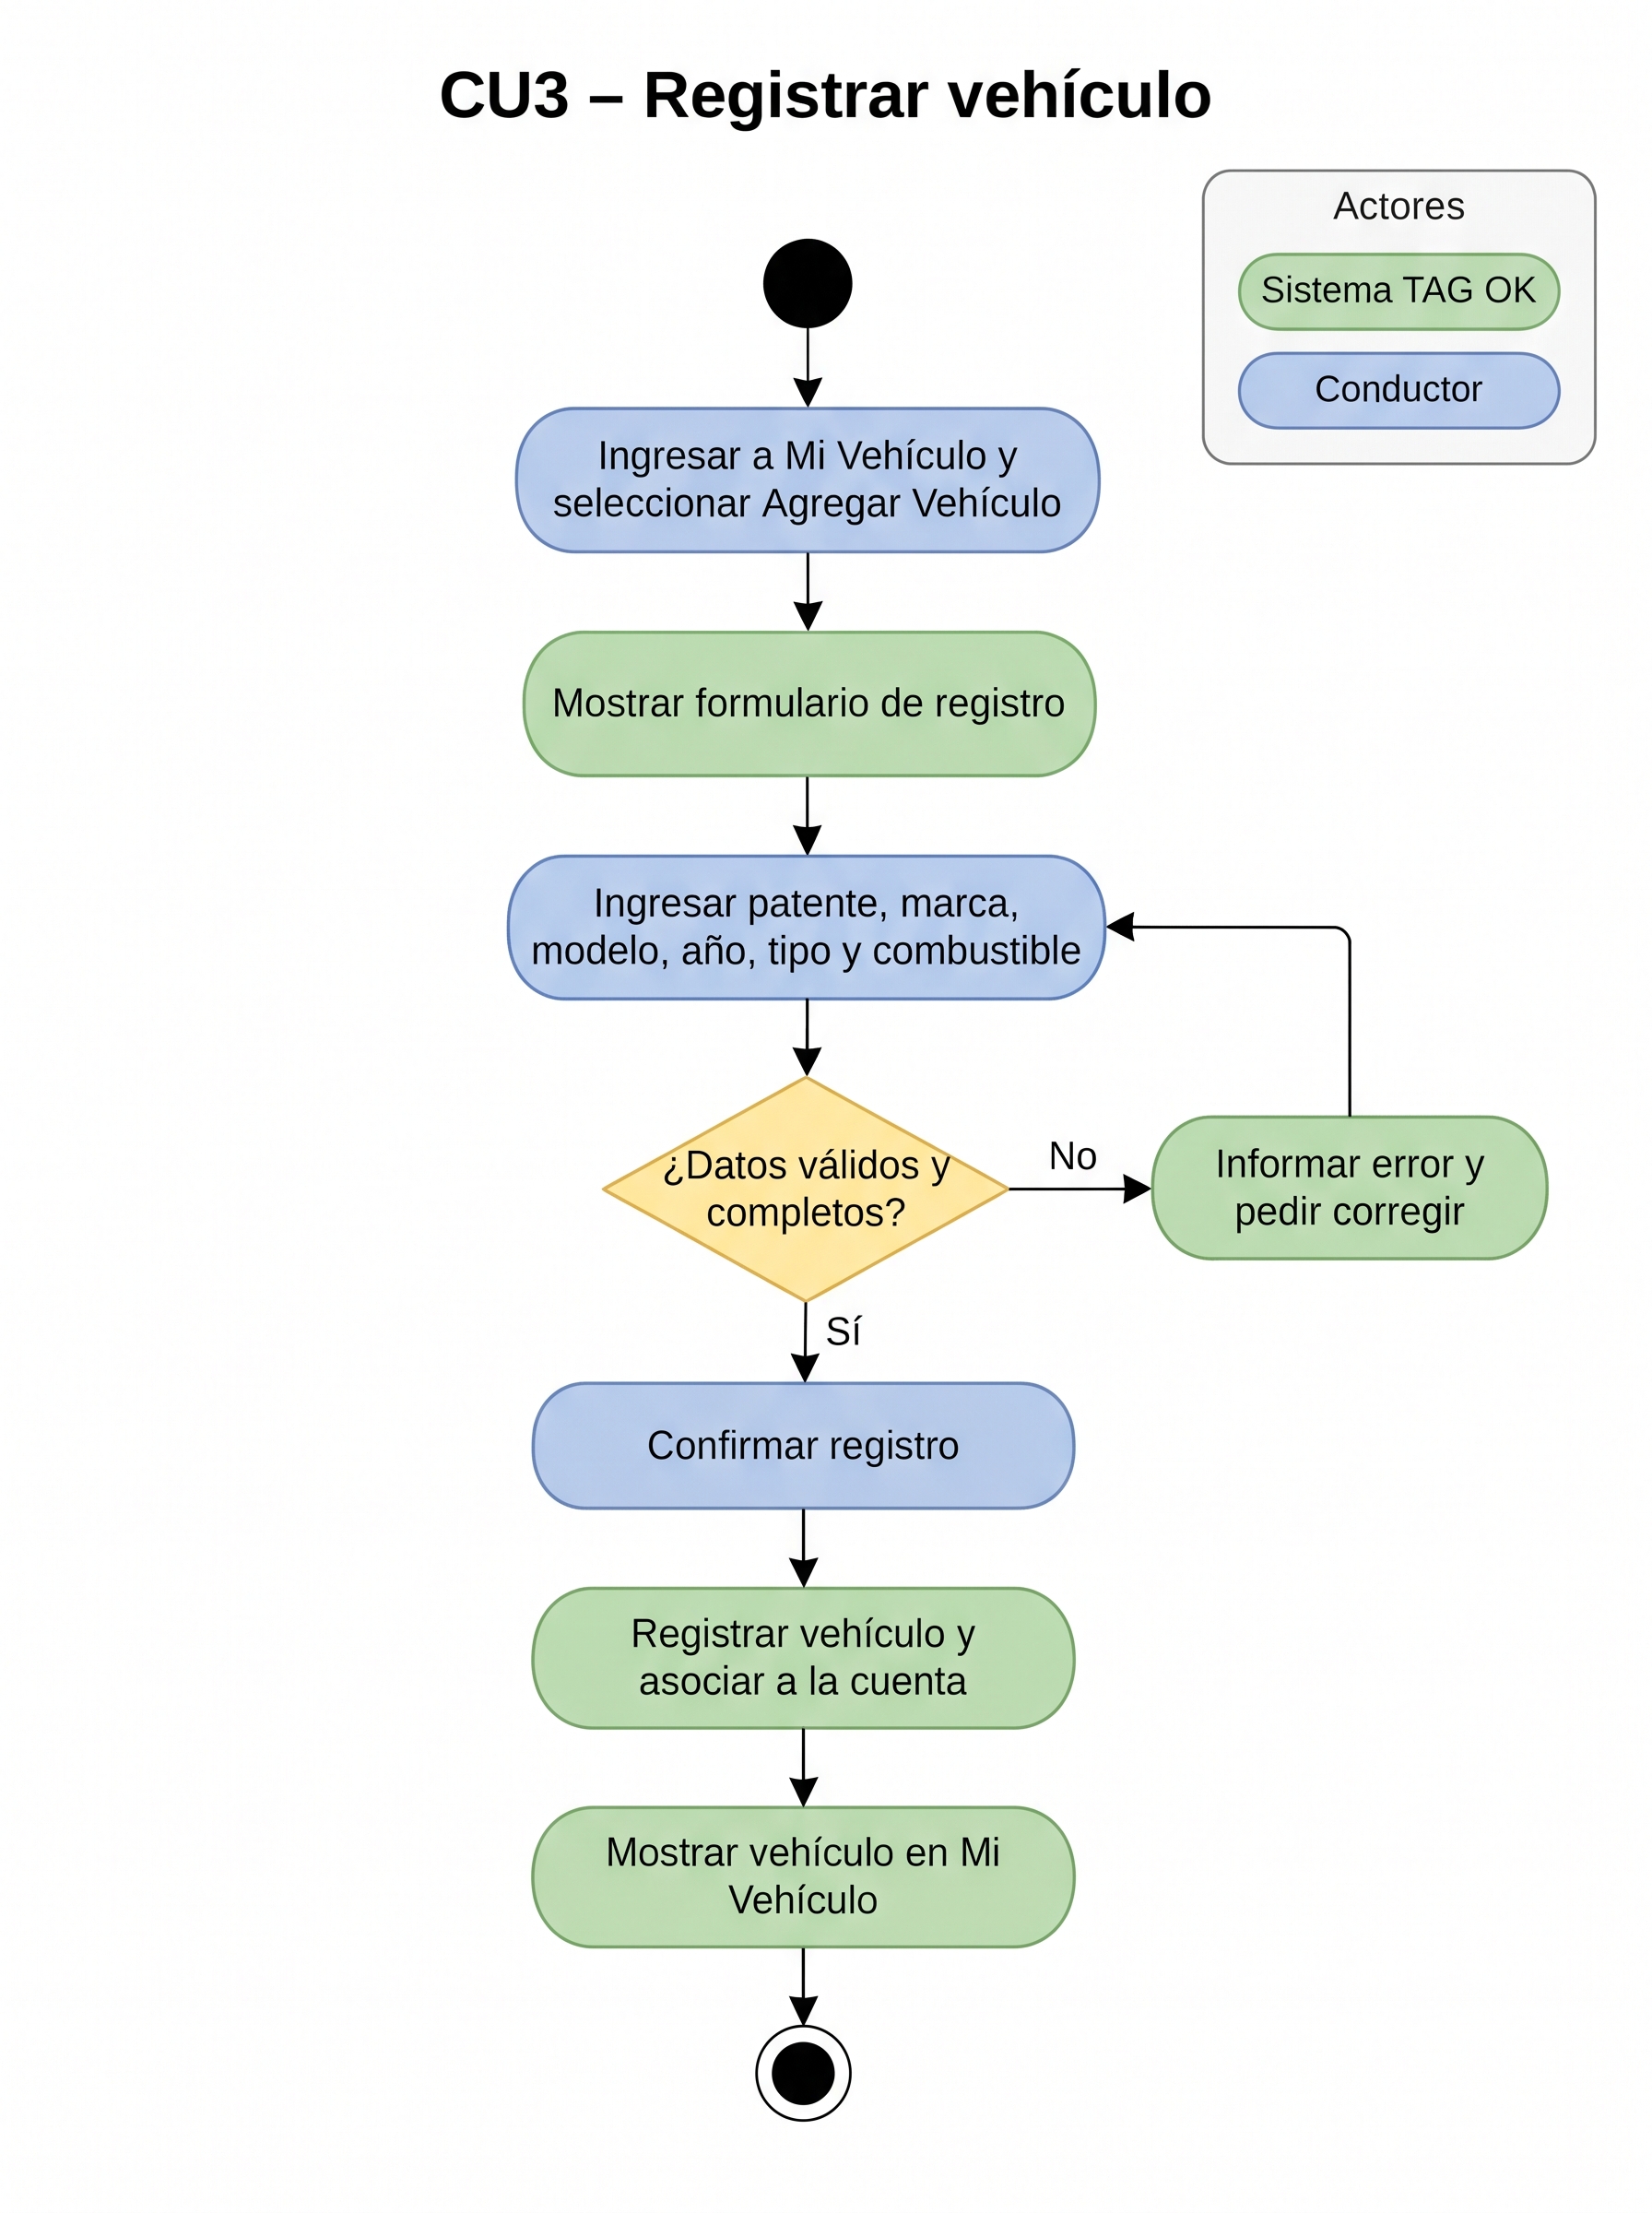 CU3 – Registrar vehículo
Actores
Sistema TAG OK
Conductor
Ingresar a Mi Vehículo y
seleccionar Agregar Vehículo
Mostrar formulario de registro
Ingresar patente, marca,
modelo, año, tipo y combustible
¿Datos válidos y
completos?
No
Informar error y
pedir corregir
Sí
Confirmar registro
Registrar vehículo y
asociar a la cuenta
Mostrar vehículo en Mi
Vehículo